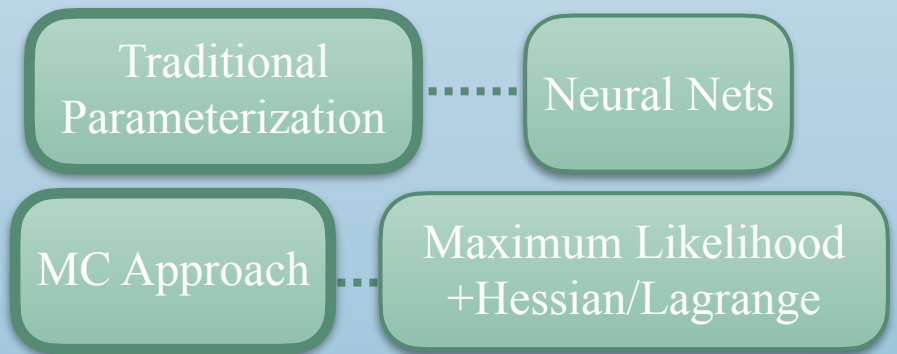 Traditional
Parameterization
Neural Nets
MC Approach
Maximum Likelihood
+Hessian/Lagrange